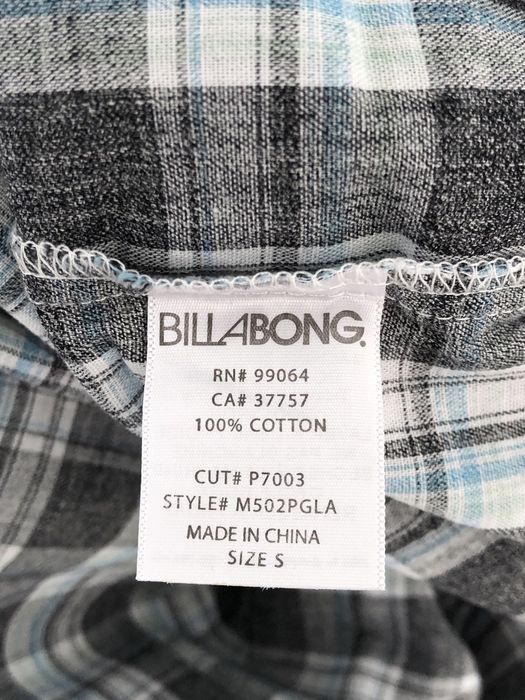 BILLABONG.
RN# 99064
CA# 37757
100% COTTON
CUT# P7003
STYLE# M502PGLA
MADE IN CHINA
SIZE S